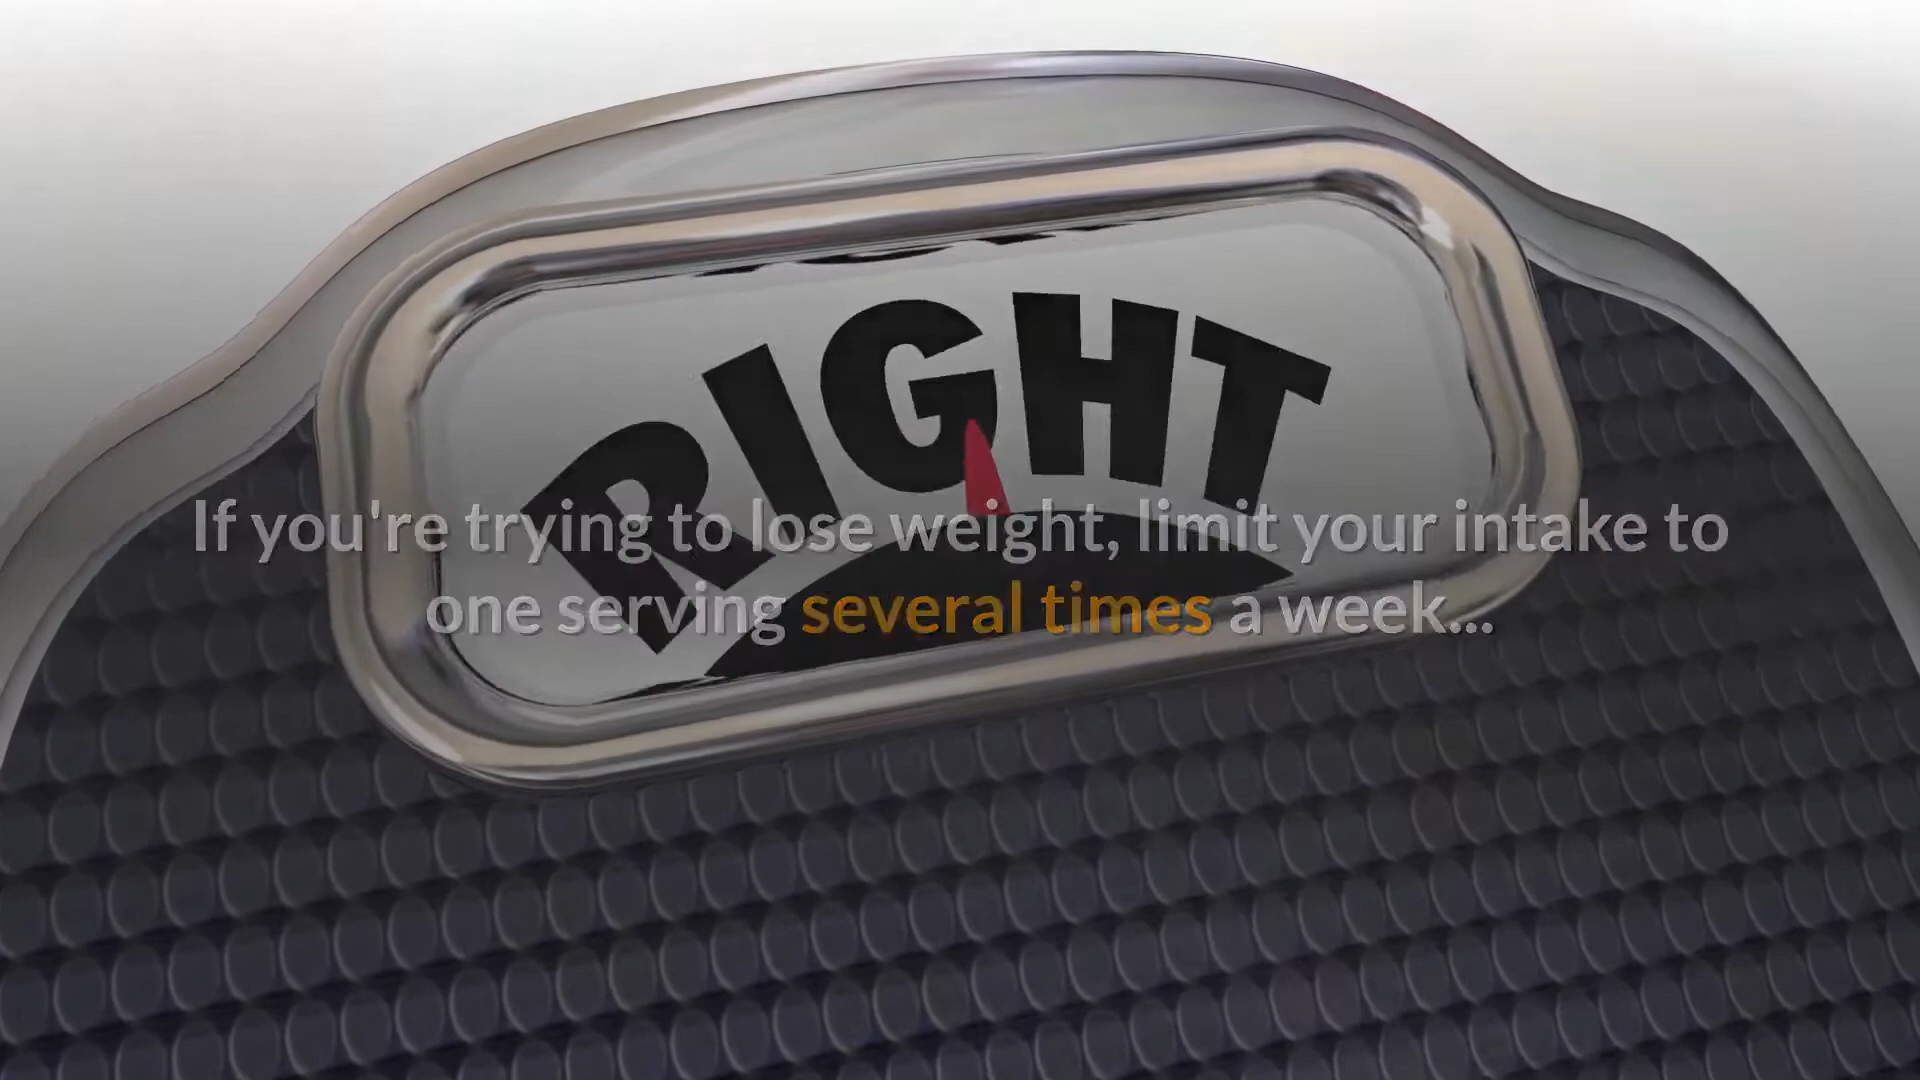 RIGHT
If you're trying to lose weight, limit your intake to
one serving several times a week...